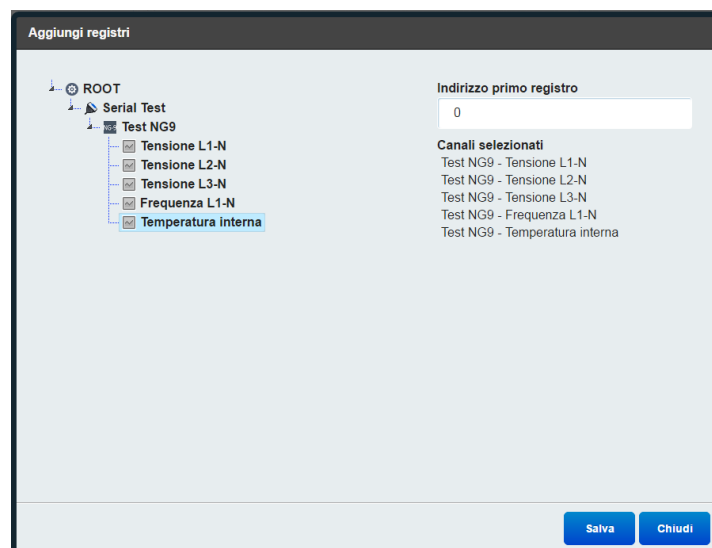 Aggiungi registri
ROOT
Serial Test
Test NG9
Tensione L1-N
Tensione L2-N
Tensione L3-N
Frequenza L1-N
Temperatura interna
Indirizzo primo registro
0
Canali selezionati
Test NG9 - Tensione L1-N
Test NG9 - Tensione L2-N
Test NG9 - Tensione L3-N
Test NG9 - Frequenza L1-N
Test NG9 - Temperatura interna
Salva
Chiudi